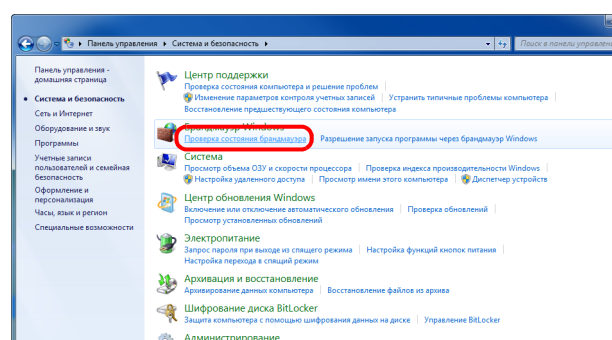 Панель управления ▸ Система и безопасность ▸
Поиск в панели управлени
Панель управления -
домашняя страница
Система и безопасность
Сеть и Интернет
Оборудование и звук
Программы
Учетные записи
пользователей и семейная
безопасность
Оформление и
персонализация
Часы, язык и регион
Специальные возможности
Центр поддержки
Проверка состояния компьютера и решение проблем
Изменение параметров контроля учетных записей
Устранить типичные проблемы компьютера
Восстановление предшествующего состояния компьютера
Брандмауэр Windows
Проверка состояния брандмауэра
Разрешение запуска программы через брандмауэр Windows
Система
Просмотр объема ОЗУ и скорости процессора
Проверка индекса производительности Windows
Настройка удаленного доступа
Просмотр имени этого компьютера
Диспетчер устройств
Центр обновления Windows
Включение или отключение автоматического обновления
Проверка обновлений
Просмотр установленных обновлений
Электропитание
Запрос пароля при выходе из спящего режима
Настройка функций кнопок питания
Настройка перехода в спящий режим
Архивация и восстановление
Архивирование данных компьютера
Восстановление файлов из архива
Шифрование диска BitLocker
Защита компьютера с помощью шифрования данных на диске
Управление BitLocker
Администрирование